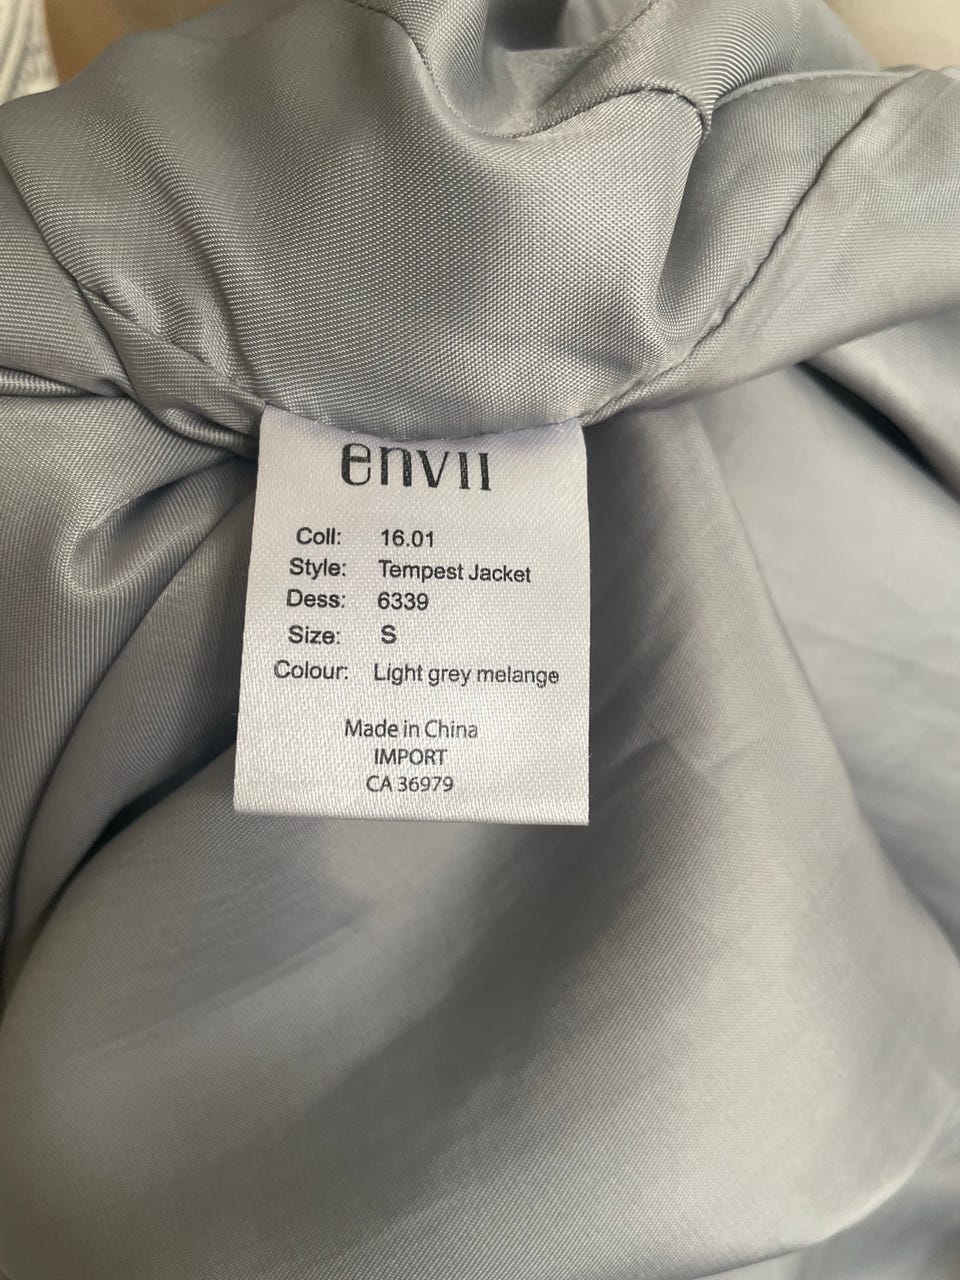 envii
Coll: 16.01
Style: Tempest Jacket
Dess: 6339
Size: S
Colour: Light grey melange
Made in China
IMPORT
CA 36979